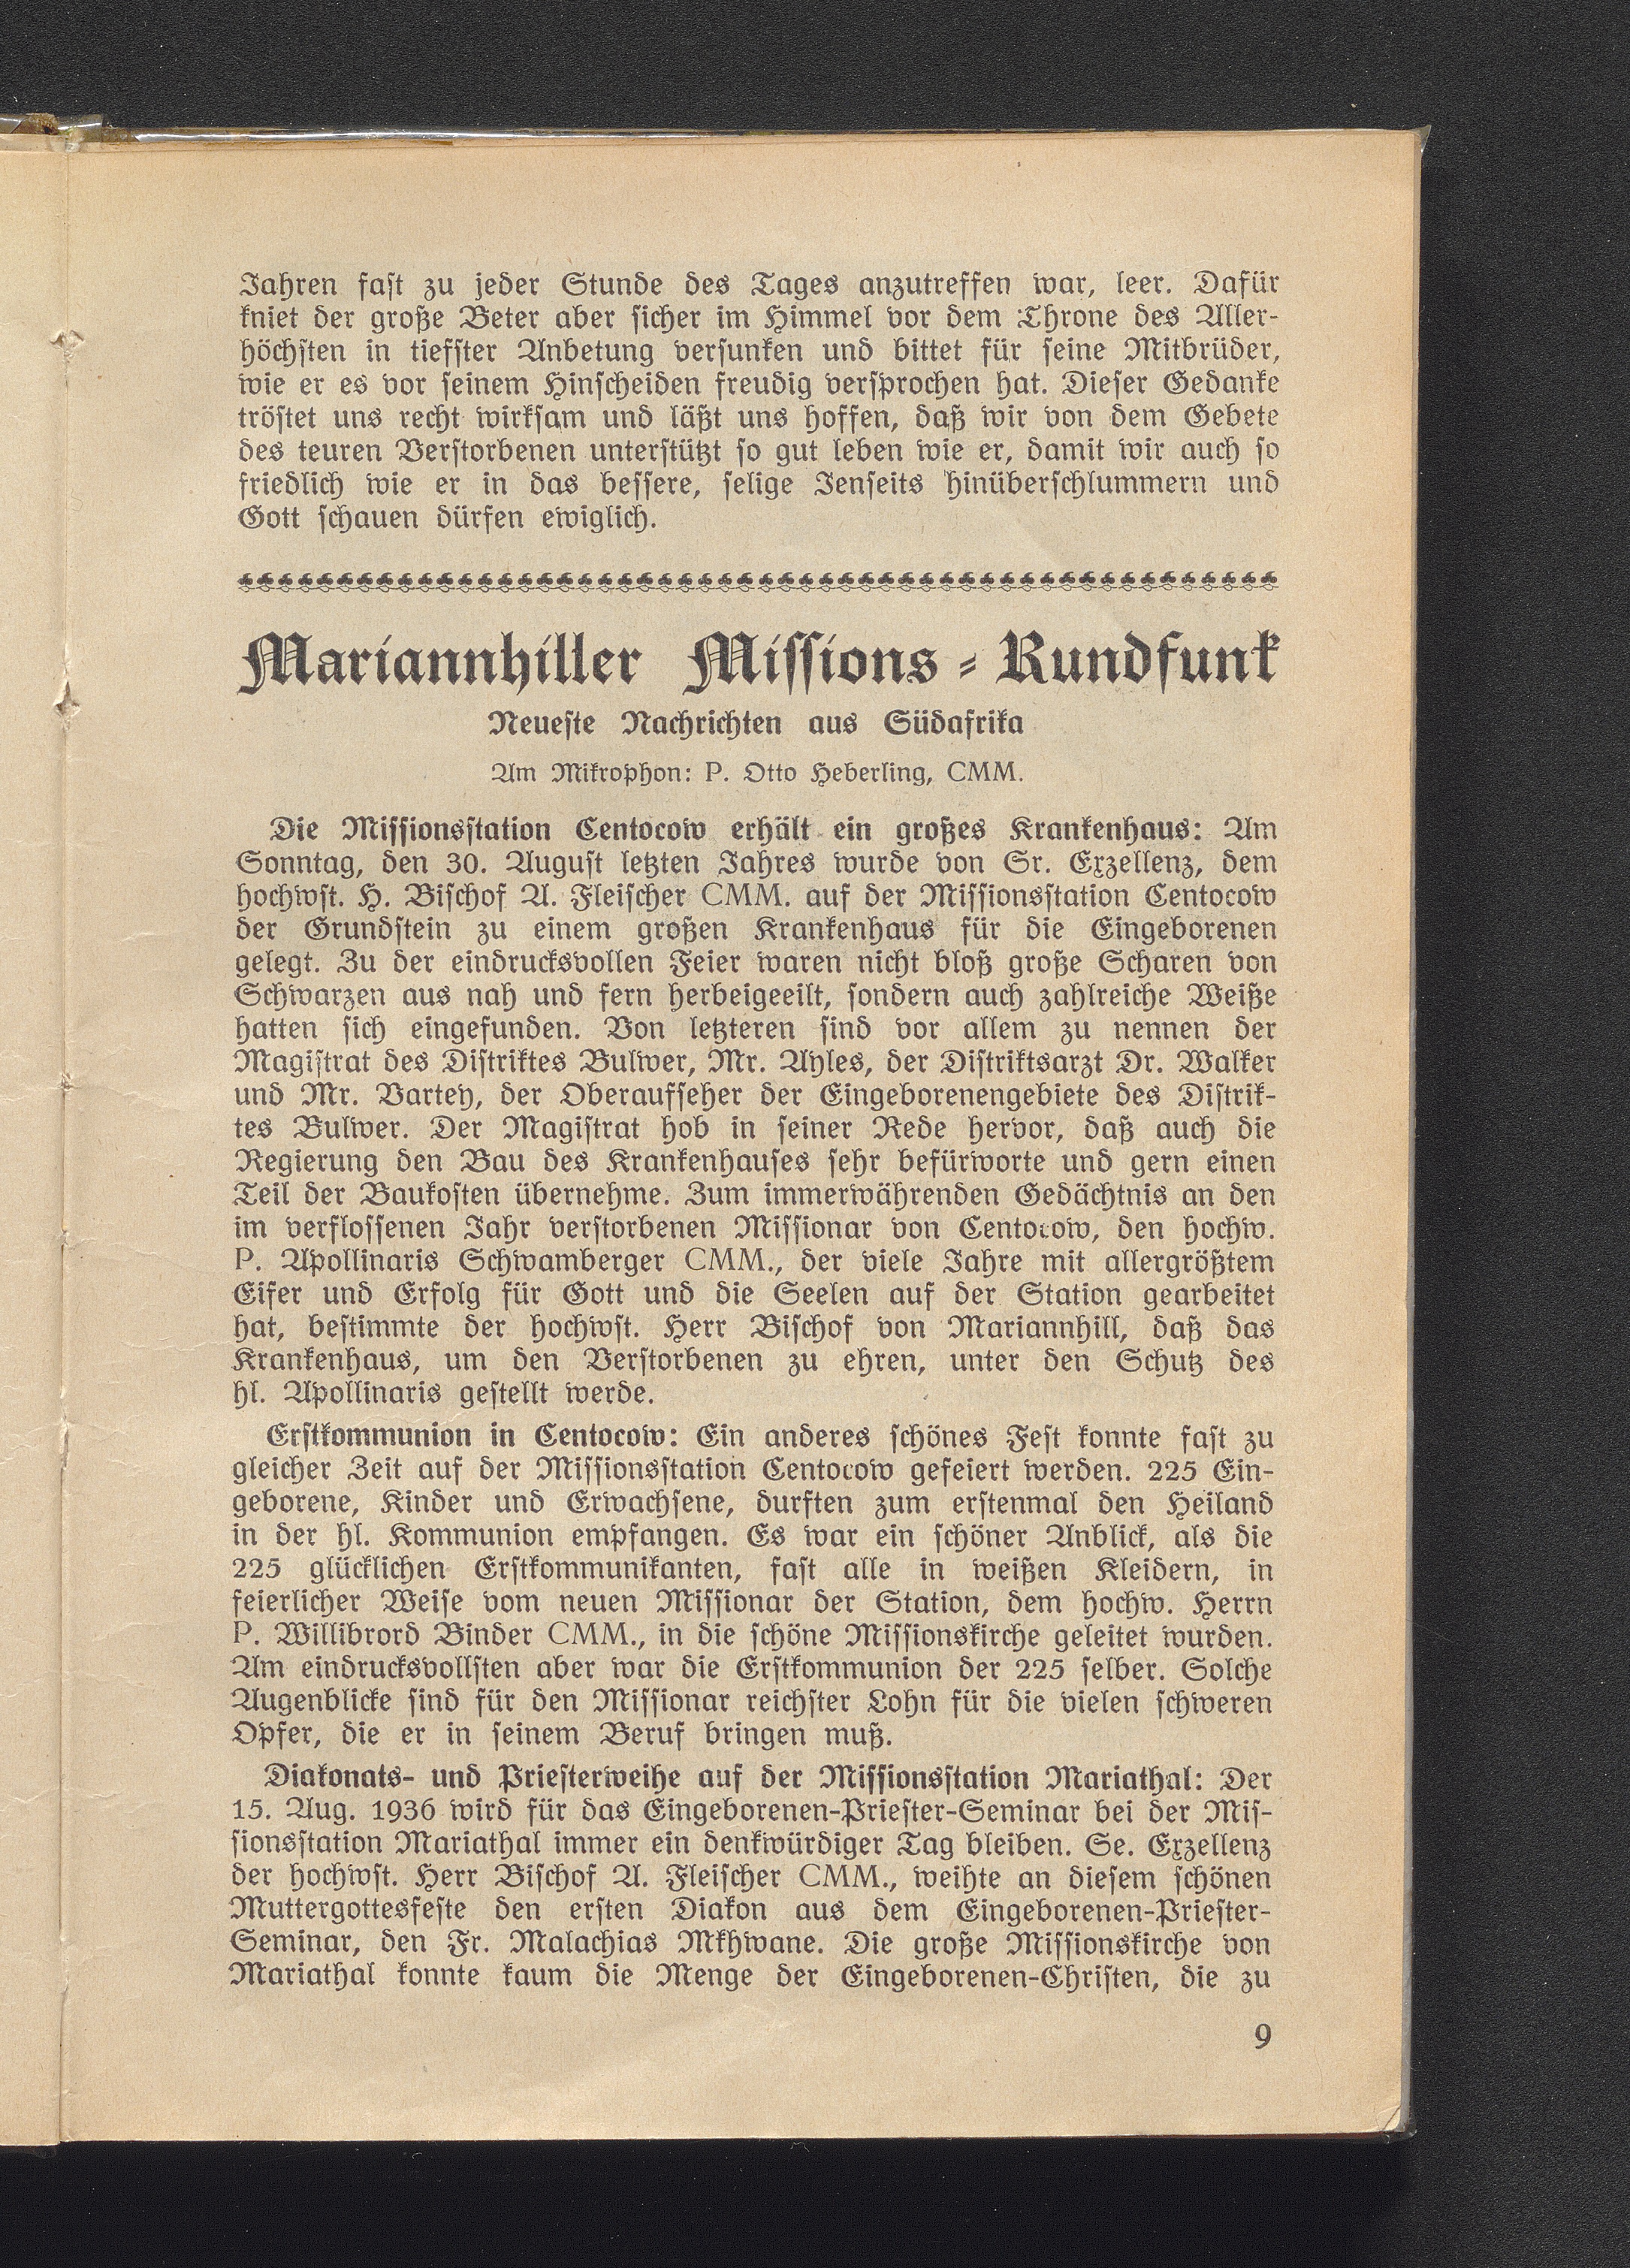 Jahren fast zu jeder Stunde des Tages anzutreffen war, leer. Dafür
kniet der große Beter aber sicher im Himmel vor dem Throne des Aller-
höchsten in tiefster Anbetung versunken und bittet für seine Mitbrüder,
wie er es vor seinem Hinscheiden freudig versprochen hat. Dieser Gedanke
tröstet uns recht wirksam und läßt uns hoffen, daß wir von dem Gebete
des teuren Verstorbenen unterstützt so gut leben wie er, damit wir auch so
friedlich wie er in das bessere, selige Jenseits hinüberschlummern und
Gott schauen dürfen ewiglich.
Mariannhiller Missions-Rundfunk
Neueste Nachrichten aus Südafrika
Am Mikrophon: P. Otto Heberling, CMM.
Die Missionsstation Centocow erhält ein großes Krankenhaus: Am
Sonntag, den 30. August letzten Jahres wurde von Sr. Exzellenz, dem
hochwst. H. Bischof A. Fleischer CMM. auf der Missionsstation Centocow
der Grundstein zu einem großen Krankenhaus für die Eingeborenen
gelegt. Zu der eindrucksvollen Feier waren nicht bloß große Scharen von
Schwarzen aus nah und fern herbeigeeilt, sondern auch zahlreiche Weiße
hatten sich eingefunden. Von letzteren sind vor allem zu nennen der
Magistrat des Distriktes Bulwer, Mr. Ayles, der Distriktsarzt Dr. Walker
und Mr. Vartey, der Oberaufseher der Eingeborenengebiete des Distrik-
tes Bulwer. Der Magistrat hob in seiner Rede hervor, daß auch die
Regierung den Bau des Krankenhauses sehr befürworte und gern einen
Teil der Baukosten übernehme. Zum immerwährenden Gedächtnis an den
im verflossenen Jahr verstorbenen Missionar von Centocow, den hochw.
P. Apollinaris Schwamberger CMM., der viele Jahre mit allergrößtem
Eifer und Erfolg für Gott und die Seelen auf der Station gearbeitet
hat, bestimmte der hochwst. Herr Bischof von Mariannhill, daß das
Krankenhaus, um den Verstorbenen zu ehren, unter den Schutz des
hl. Apollinaris gestellt werde.
Erstkommunion in Centocow: Ein anderes schönes Fest konnte fast zu
gleicher Zeit auf der Missionsstation Centocow gefeiert werden. 225 Ein-
geborene, Kinder und Erwachsene, durften zum erstenmal den Heiland
in der hl. Kommunion empfangen. Es war ein schöner Anblick, als die
225 glücklichen Erstkommunikanten, fast alle in weißen Kleidern, in
feierlicher Weise vom neuen Missionar der Station, dem hochw. Herrn
P. Willibrord Binder CMM., in die schöne Missionskirche geleitet wurden.
Am eindrucksvollsten aber war die Erstkommunion der 225 selber. Solche
Augenblicke sind für den Missionar reichster Lohn für die vielen schweren
Opfer, die er in seinem Beruf bringen muß.
Diakonats- und Priesterweihe auf der Missionsstation Mariathal: Der
15. Aug. 1936 wird für das Eingeborenen-Priester-Seminar bei der Mis-
sionsstation Mariathal immer ein denkwürdiger Tag bleiben. Se. Exzellenz
der hochwst. Herr Bischof A. Fleischer CMM., weihte an diesem schönen
Muttergottesfeste den ersten Diakon aus dem Eingeborenen-Priester-
Seminar, den Fr. Malachias Mkhwane. Die große Missionskirche von
Mariathal konnte kaum die Menge der Eingeborenen-Christen, die zu
9